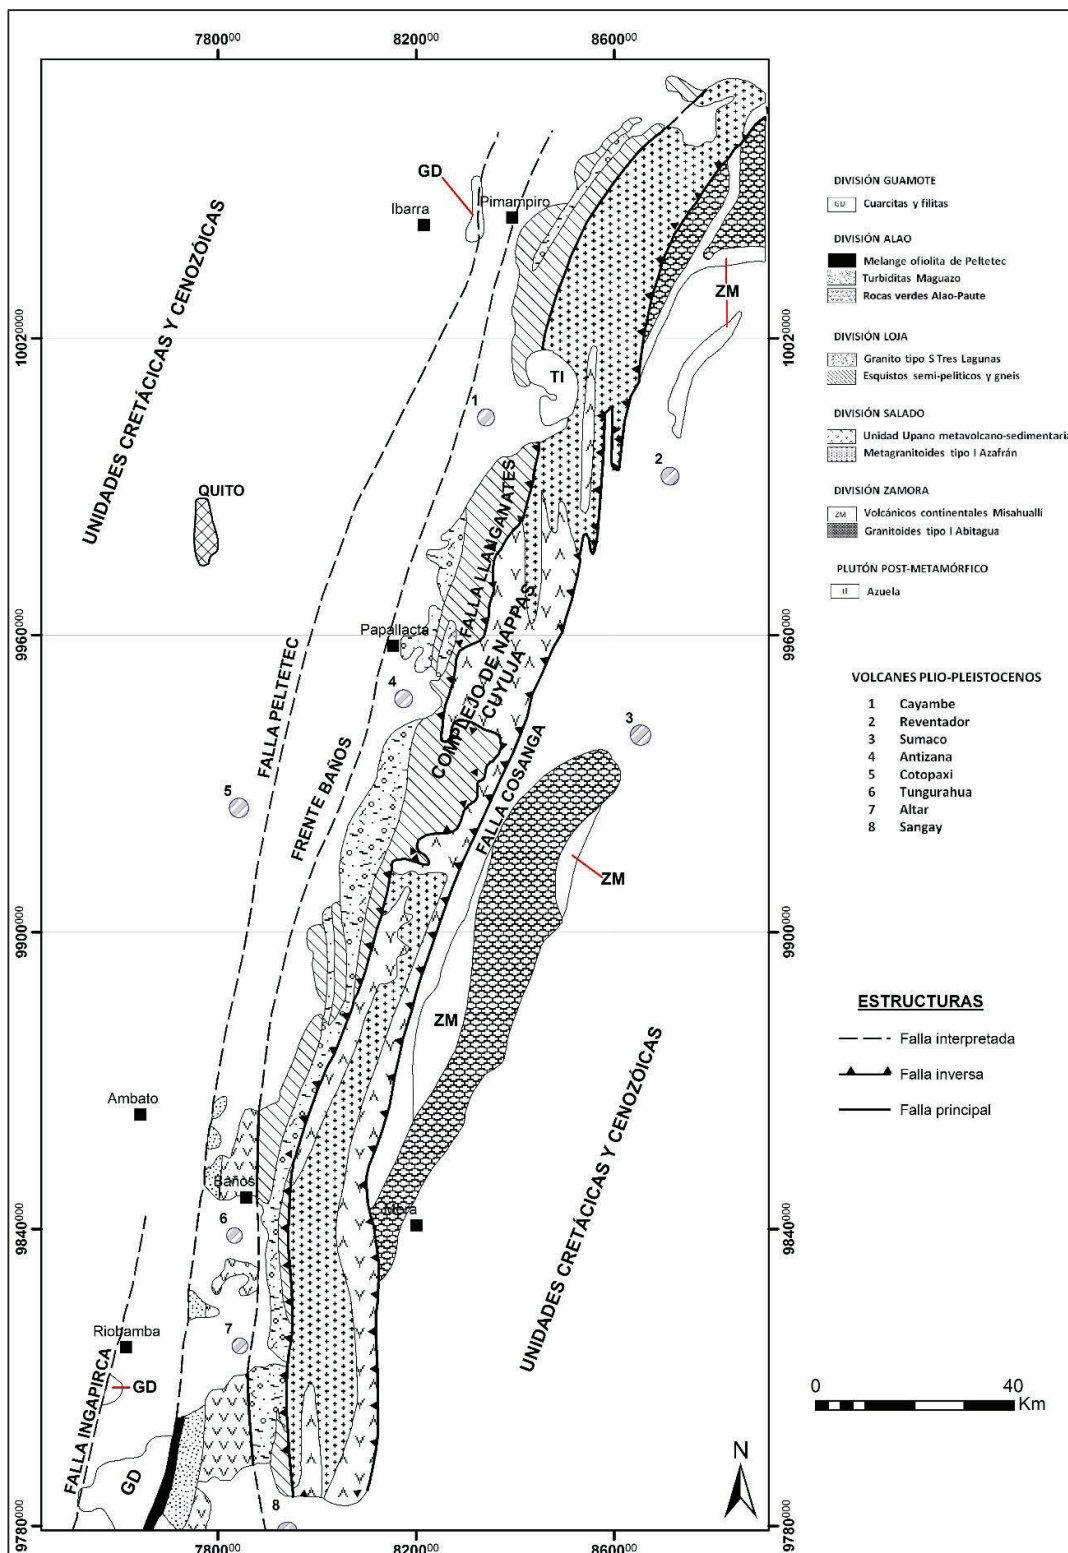 7800⁰⁰
8200⁰⁰
8600⁰⁰
GD
Ibarra
Pimampiro
ZM
UNIDADES CRETÁCICAS Y CENOZÓICAS
TI
1
2
QUITO
FALLA LLANGANATES
Papallacta
COMPLEJO DE NAPPAS
CUYUJA
4
3
FALLA PELTETEC
FRENTE BAÑOS
FALLA COSANGA
5
ZM
ZM
UNIDADES CRETÁCICAS Y CENOZÓICAS
Ambato
Baños
Mera
6
7
Riobamba
GD
FALLA INGAPIRCA
GD
8
10020⁰⁰⁰
9960⁰⁰⁰
9900⁰⁰⁰
9840⁰⁰⁰
9780⁰⁰⁰
10020⁰⁰⁰
9960⁰⁰⁰
9900⁰⁰⁰
9840⁰⁰⁰
9780⁰⁰⁰
7800⁰⁰
8200⁰⁰
8600⁰⁰
DIVISIÓN GUAMOTE
GD Cuarcitas y filitas
DIVISIÓN ALAO
Melange ofiolita de Peltetec
Turbiditas Maguazo
Rocas verdes Alao-Paute
DIVISIÓN LOJA
Granito tipo S Tres Lagunas
Esquistos semi-pelíticos y gneis
DIVISIÓN SALADO
Unidad Upano metavolcano-sedimentaria
Metagranitoides tipo I Azafrán
DIVISIÓN ZAMORA
ZM Volcánicos continentales Misahuallí
Granitoides tipo I Abitagua
PLUTÓN POST-METAMÓRFICO
Azuela
VOLCANES PLIO-PLEISTOCENOS
1 Cayambe
2 Reventador
3 Sumaco
4 Antizana
5 Cotopaxi
6 Tungurahua
7 Altar
8 Sangay
ESTRUCTURAS
Falla interpretada
Falla inversa
Falla principal
0 40
Km
N